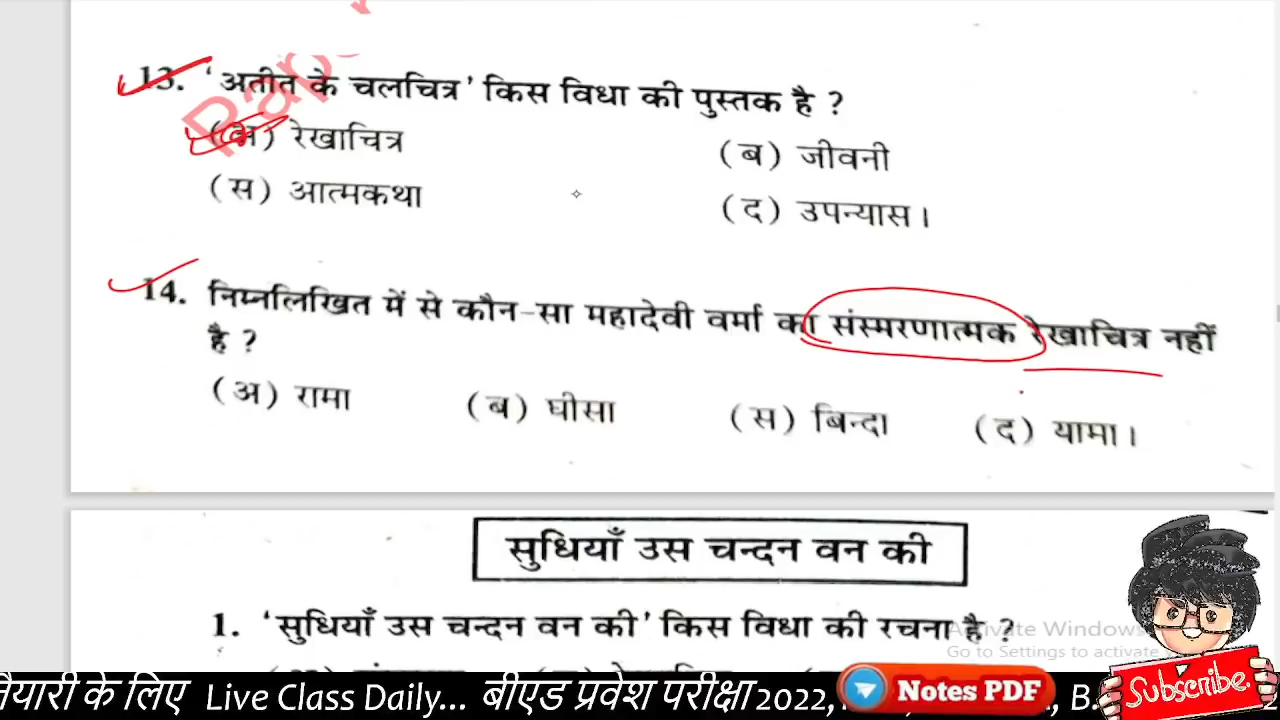 13. 'अतीत के चलचित्र' किस विधा की पुस्तक है ?
(अ) रेखाचित्र
(ब) जीवनी
(स) आत्मकथा
(द) उपन्यास।
14. निम्नलिखित में से कौन-सा महादेवी वर्मा का संस्मरणात्मक रेखाचित्र नहीं
है ?
(अ) रामा (ब) घीसा (स) बिन्दा (द) यामा।
सुधियाँ उस चन्दन वन की
1. 'सुधियाँ उस चन्दन वन की' किस विधा की रचना है ?
Activate Windows
Go to Settings to activate
तैयारी के लिए Live Class Daily... बीएड प्रवेश परीक्षा 2022,
Notes PDF
Subscribe